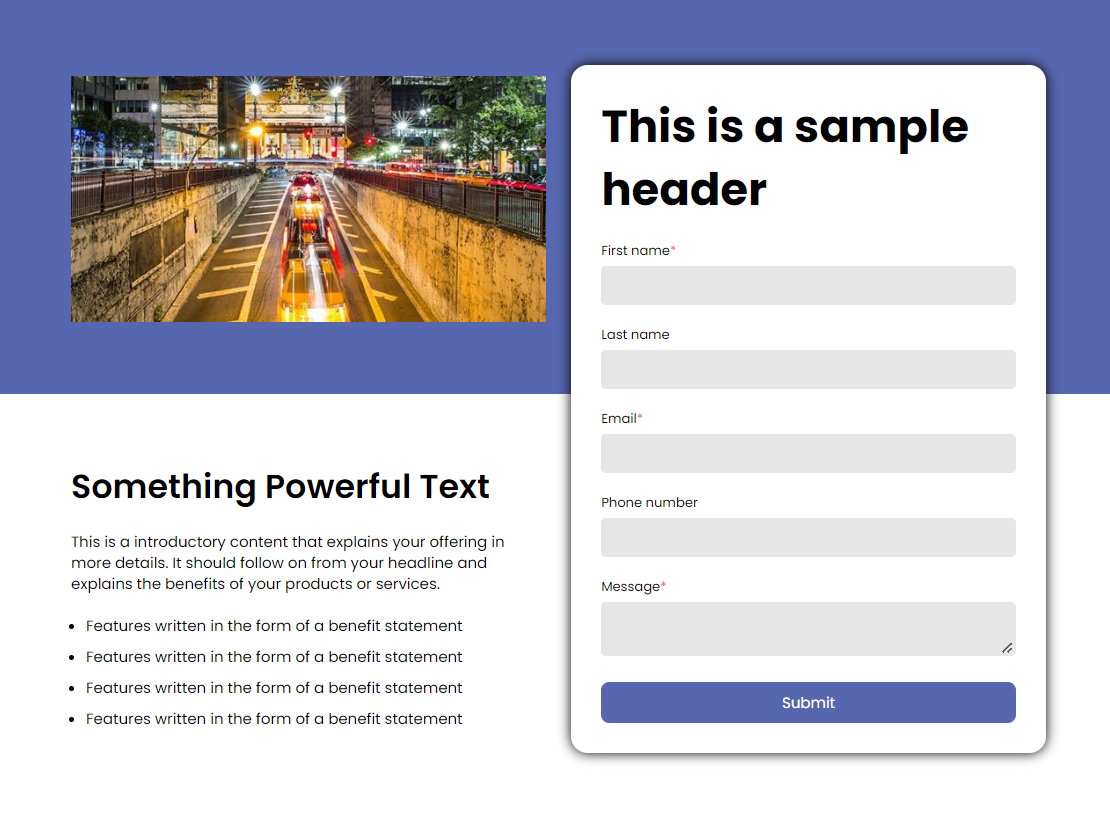 This is a sample
header
First name*
Last name
Email*
Phone number
Message*
Submit
Something Powerful Text
This is a introductory content that explains your offering in
more details. It should follow on from your headline and
explains the benefits of your products or services.
• Features written in the form of a benefit statement
• Features written in the form of a benefit statement
• Features written in the form of a benefit statement
• Features written in the form of a benefit statement